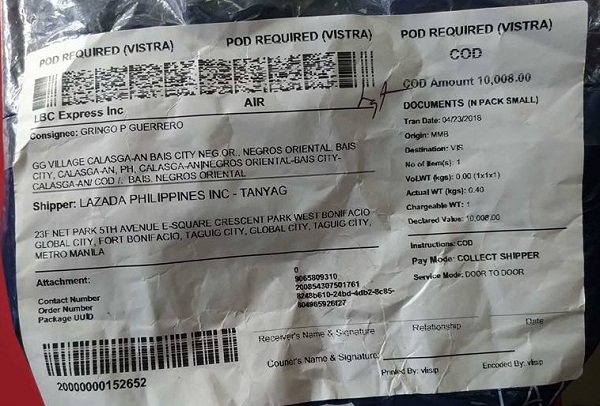 POD REQUIRED (VISTRA)
POD REQUIRED (VISTRA)
LBC Express Inc
AIR
Consignee: GRINGO P GUERRERO
GG VILLAGE CALASGA-AN BAIS CITY NEG.OR., NEGROS ORIENTAL, BAIS
CITY, CALASGA-AN, PH, CALASGA-AN|NEGROS ORIENTAL-BAIS CITY-
CALASGA-AN/ COD /. BAIS. NEGROS ORIENTAL
Shipper: LAZADA PHILIPPINES INC - TANYAG
23F NET PARK 5TH AVENUE E-SQUARE CRESCENT PARK WEST BONIFACIO
GLOBAL CITY, FORT BONIFACIO, TAGUIG CITY, GLOBAL CITY, TAGUIG CITY,
METRO MANILA
Attachment:
0
Contact Number
9065809310
Order Number
200854307501761
Package UUID
8248b610-24bd-4db2-8c85-
804965926f27
20000000152652
Receiver's Name & Signature
Relationship
Date
Courier's Name & Signature:
Printed By: vlisip
Encoded By: vlisip
POD REQUIRED (VISTRA)
COD
COD Amount 10,008.00
DOCUMENTS (N PACK SMALL)
Tran Date: 04/23/2018
Origin: MMB
Destination: VIS
No of Item(s): 1
VolWT (kgs): 0.00 (1x1x1)
Actual WT (kgs): 0.40
Chargeable WT: 1
Declared Value: 10,008.00
Instructions: COD
Pay Mode: COLLECT SHIPPER
Service Mode: DOOR TO DOOR